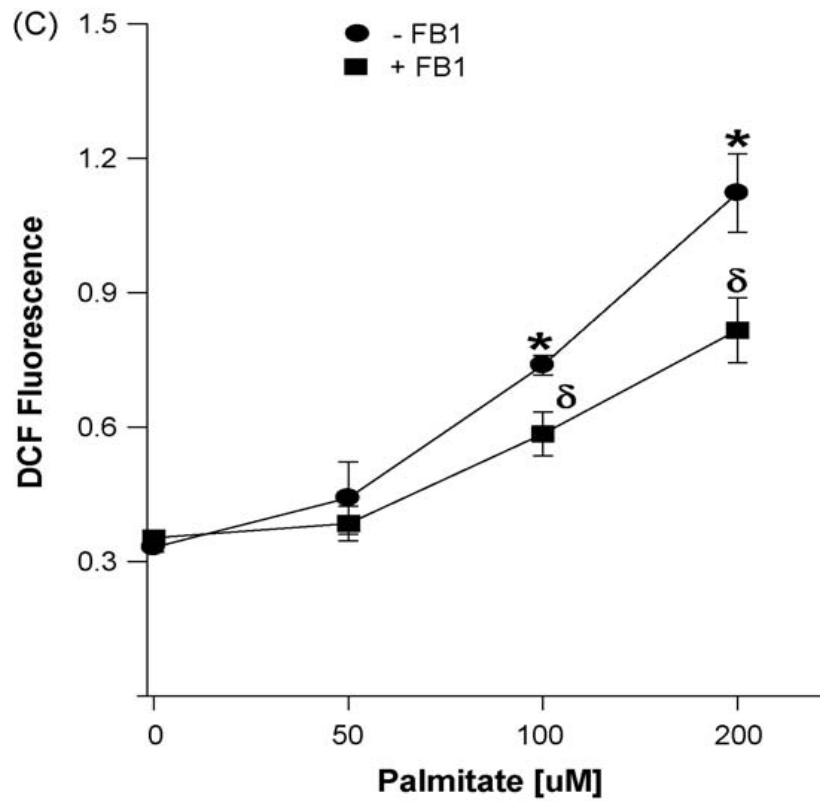 (C)
1.5
- FB1
+ FB1
1.2
*
0.9
δ
*
δ
0.6
0.3
DCF Fluorescence
0 50 100 200
Palmitate [uM]